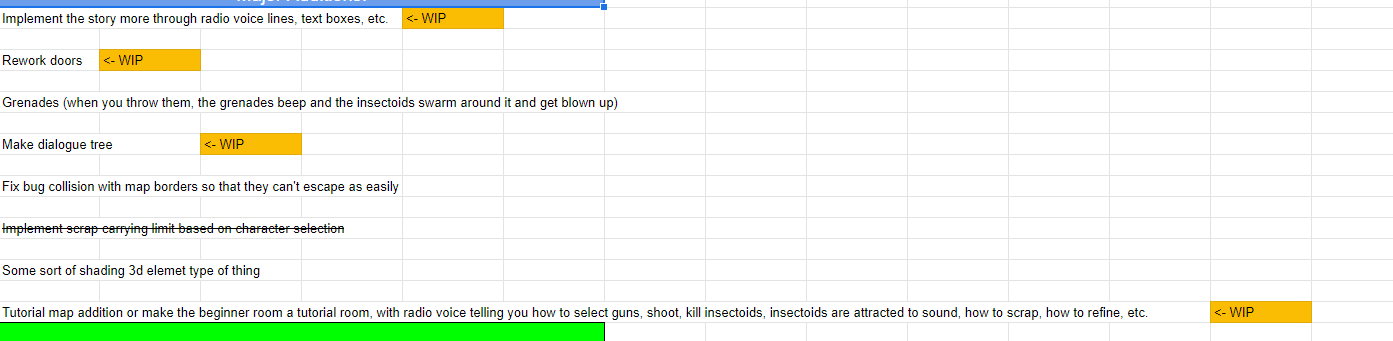 Implement the story more through radio voice lines, text boxes, etc. <- WIP
Rework doors <- WIP
Grenades (when you throw them, the grenades beep and the insectoids swarm around it and get blown up)
Make dialogue tree <- WIP
Fix bug collision with map borders so that they can't escape as easily
Implement scrap carrying limit based on character selection
Some sort of shading 3d elemet type of thing
Tutorial map addition or make the beginner room a tutorial room, with radio voice telling you how to select guns, shoot, kill insectoids, insectoids are attracted to sound, how to scrap, how to refine, etc. <- WIP